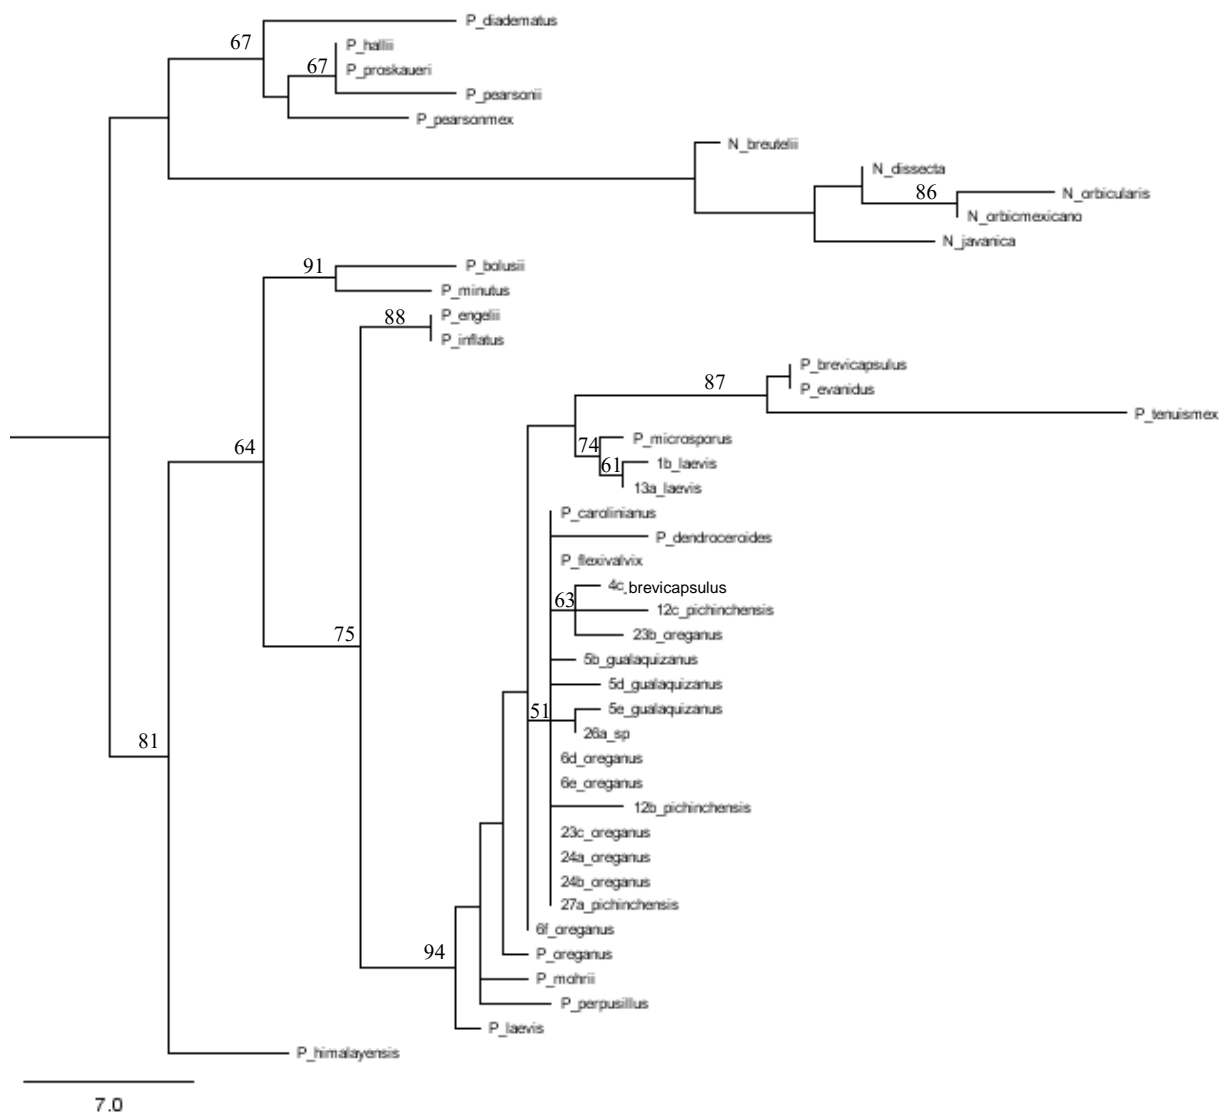 P_diadematus
67
P_hallii
67
P_proskaueri
P_pearsonii
P_pearsonmex
N_breutelii
N_dissecta
86
N_orbicularis
N_orbicmexicano
N_javanica
91
P_bolusii
P_minutus
88
P_engelii
P_inflatus
P_brevicapsulus
87
P_evanidus
P_tenuismex
64
74
P_microsporus
61
1b_laevis
13a_laevis
P_carolinianus
P_dendroceroides
P_flexivalvix
4c_brevicapsulus
63
12c_pichinchensis
75
23b_oreganus
5b_gualaquizanus
5d_gualaquizanus
51
5e_gualaquizanus
81
26a_sp
6d_oreganus
6e_oreganus
12b_pichinchensis
23c_oreganus
24a_oreganus
24b_oreganus
27a_pichinchensis
6f_oreganus
94
P_oreganus
P_mohrii
P_perpusillus
P_laevis
P_himalayensis
7.0